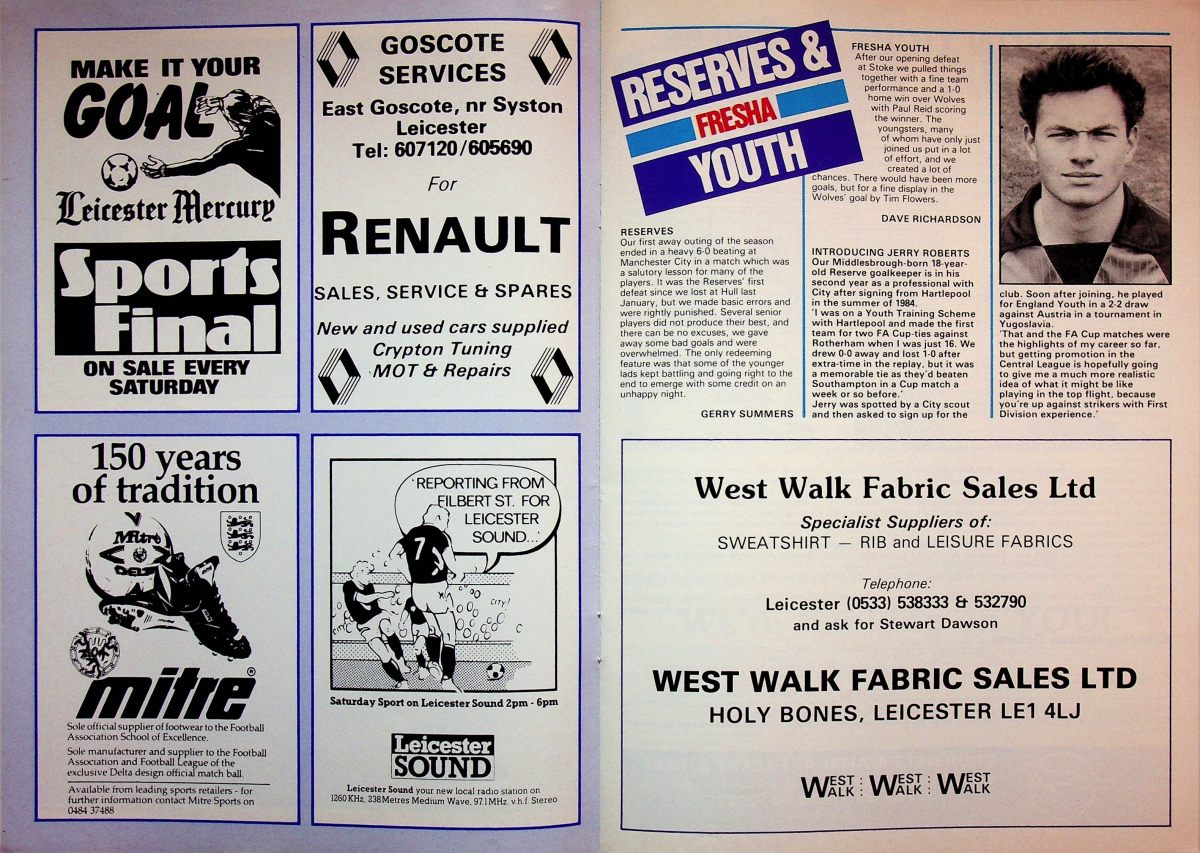 MAKE IT YOUR
GOAL
Leicester Mercury
Sports
Final
ON SALE EVERY
SATURDAY
GOSCOTE
SERVICES
East Goscote, nr Syston
Leicester
Tel: 607120/605690
For
RENAULT
SALES, SERVICE & SPARES
New and used cars supplied
Crypton Tuning
MOT & Repairs
150 years
of tradition
Mitre
DELTA
mitre®
Sole official supplier of footwear to the Football
Association School of Excellence.
Sole manufacturer and supplier to the Football
Association and Football League of the
exclusive Delta design official match ball.
Available from leading sports retailers - for
further information contact Mitre Sports on
0484 37488
'REPORTING FROM
FILBERT ST. FOR
LEICESTER
SOUND...'
7
CITY!
Saturday Sport on Leicester Sound 2pm - 6pm
Leicester
SOUND
Leicester Sound your new local radio station on
1260 KHz, 238 Metres Medium Wave, 97.1 MHz. v.h.f. Stereo
RESERVES &
FRESHA
YOUTH
RESERVES
Our first away outing of the season
ended in a heavy 6-0 beating at
Manchester City in a match which was
a salutory lesson for many of the
players. It was the Reserves' first
defeat since we lost at Hull last
January, but we made basic errors and
were rightly punished. Several senior
players did not produce their best, and
there can be no excuses, we gave
away some bad goals and were
overwhelmed. The only redeeming
feature was that some of the younger
lads kept battling and going right to the
end to emerge with some credit on an
unhappy night.
GERRY SUMMERS
FRESHA YOUTH
After our opening defeat
at Stoke we pulled things
together with a fine team
performance and a 1-0
home win over Wolves
with Paul Reid scoring
the winner. The
youngsters, many
of whom have only just
joined us put in a lot
of effort, and we
created a lot of
chances. There would have been more
goals, but for a fine display in the
Wolves' goal by Tim Flowers.
DAVE RICHARDSON
INTRODUCING JERRY ROBERTS
Our Middlesbrough-born 18-year-
old Reserve goalkeeper is in his
second year as a professional with
City after signing from Hartlepool
in the summer of 1984.
'I was on a Youth Training Scheme
with Hartlepool and made the first
team for two FA Cup-ties against
Rotherham when I was just 16. We
drew 0-0 away and lost 1-0 after
extra-time in the replay, but it was
a memorable tie as they'd beaten
Southampton in a Cup match a
week or so before.'
Jerry was spotted by a City scout
and then asked to sign up for the
club. Soon after joining, he played
for England Youth in a 2-2 draw
against Austria in a tournament in
Yugoslavia.
'That and the FA Cup matches were
the highlights of my career so far,
but getting promotion in the
Central League is hopefully going
to give me a much more realistic
idea of what it might be like
playing in the top flight, because
you're up against strikers with First
Division experience.'
West Walk Fabric Sales Ltd
Specialist Suppliers of:
SWEATSHIRT — RIB and LEISURE FABRICS
Telephone:
Leicester (0533) 538333 & 532790
and ask for Stewart Dawson
WEST WALK FABRIC SALES LTD
HOLY BONES, LEICESTER LE1 4LJ
WEST WALK : WEST WALK : WEST WALK